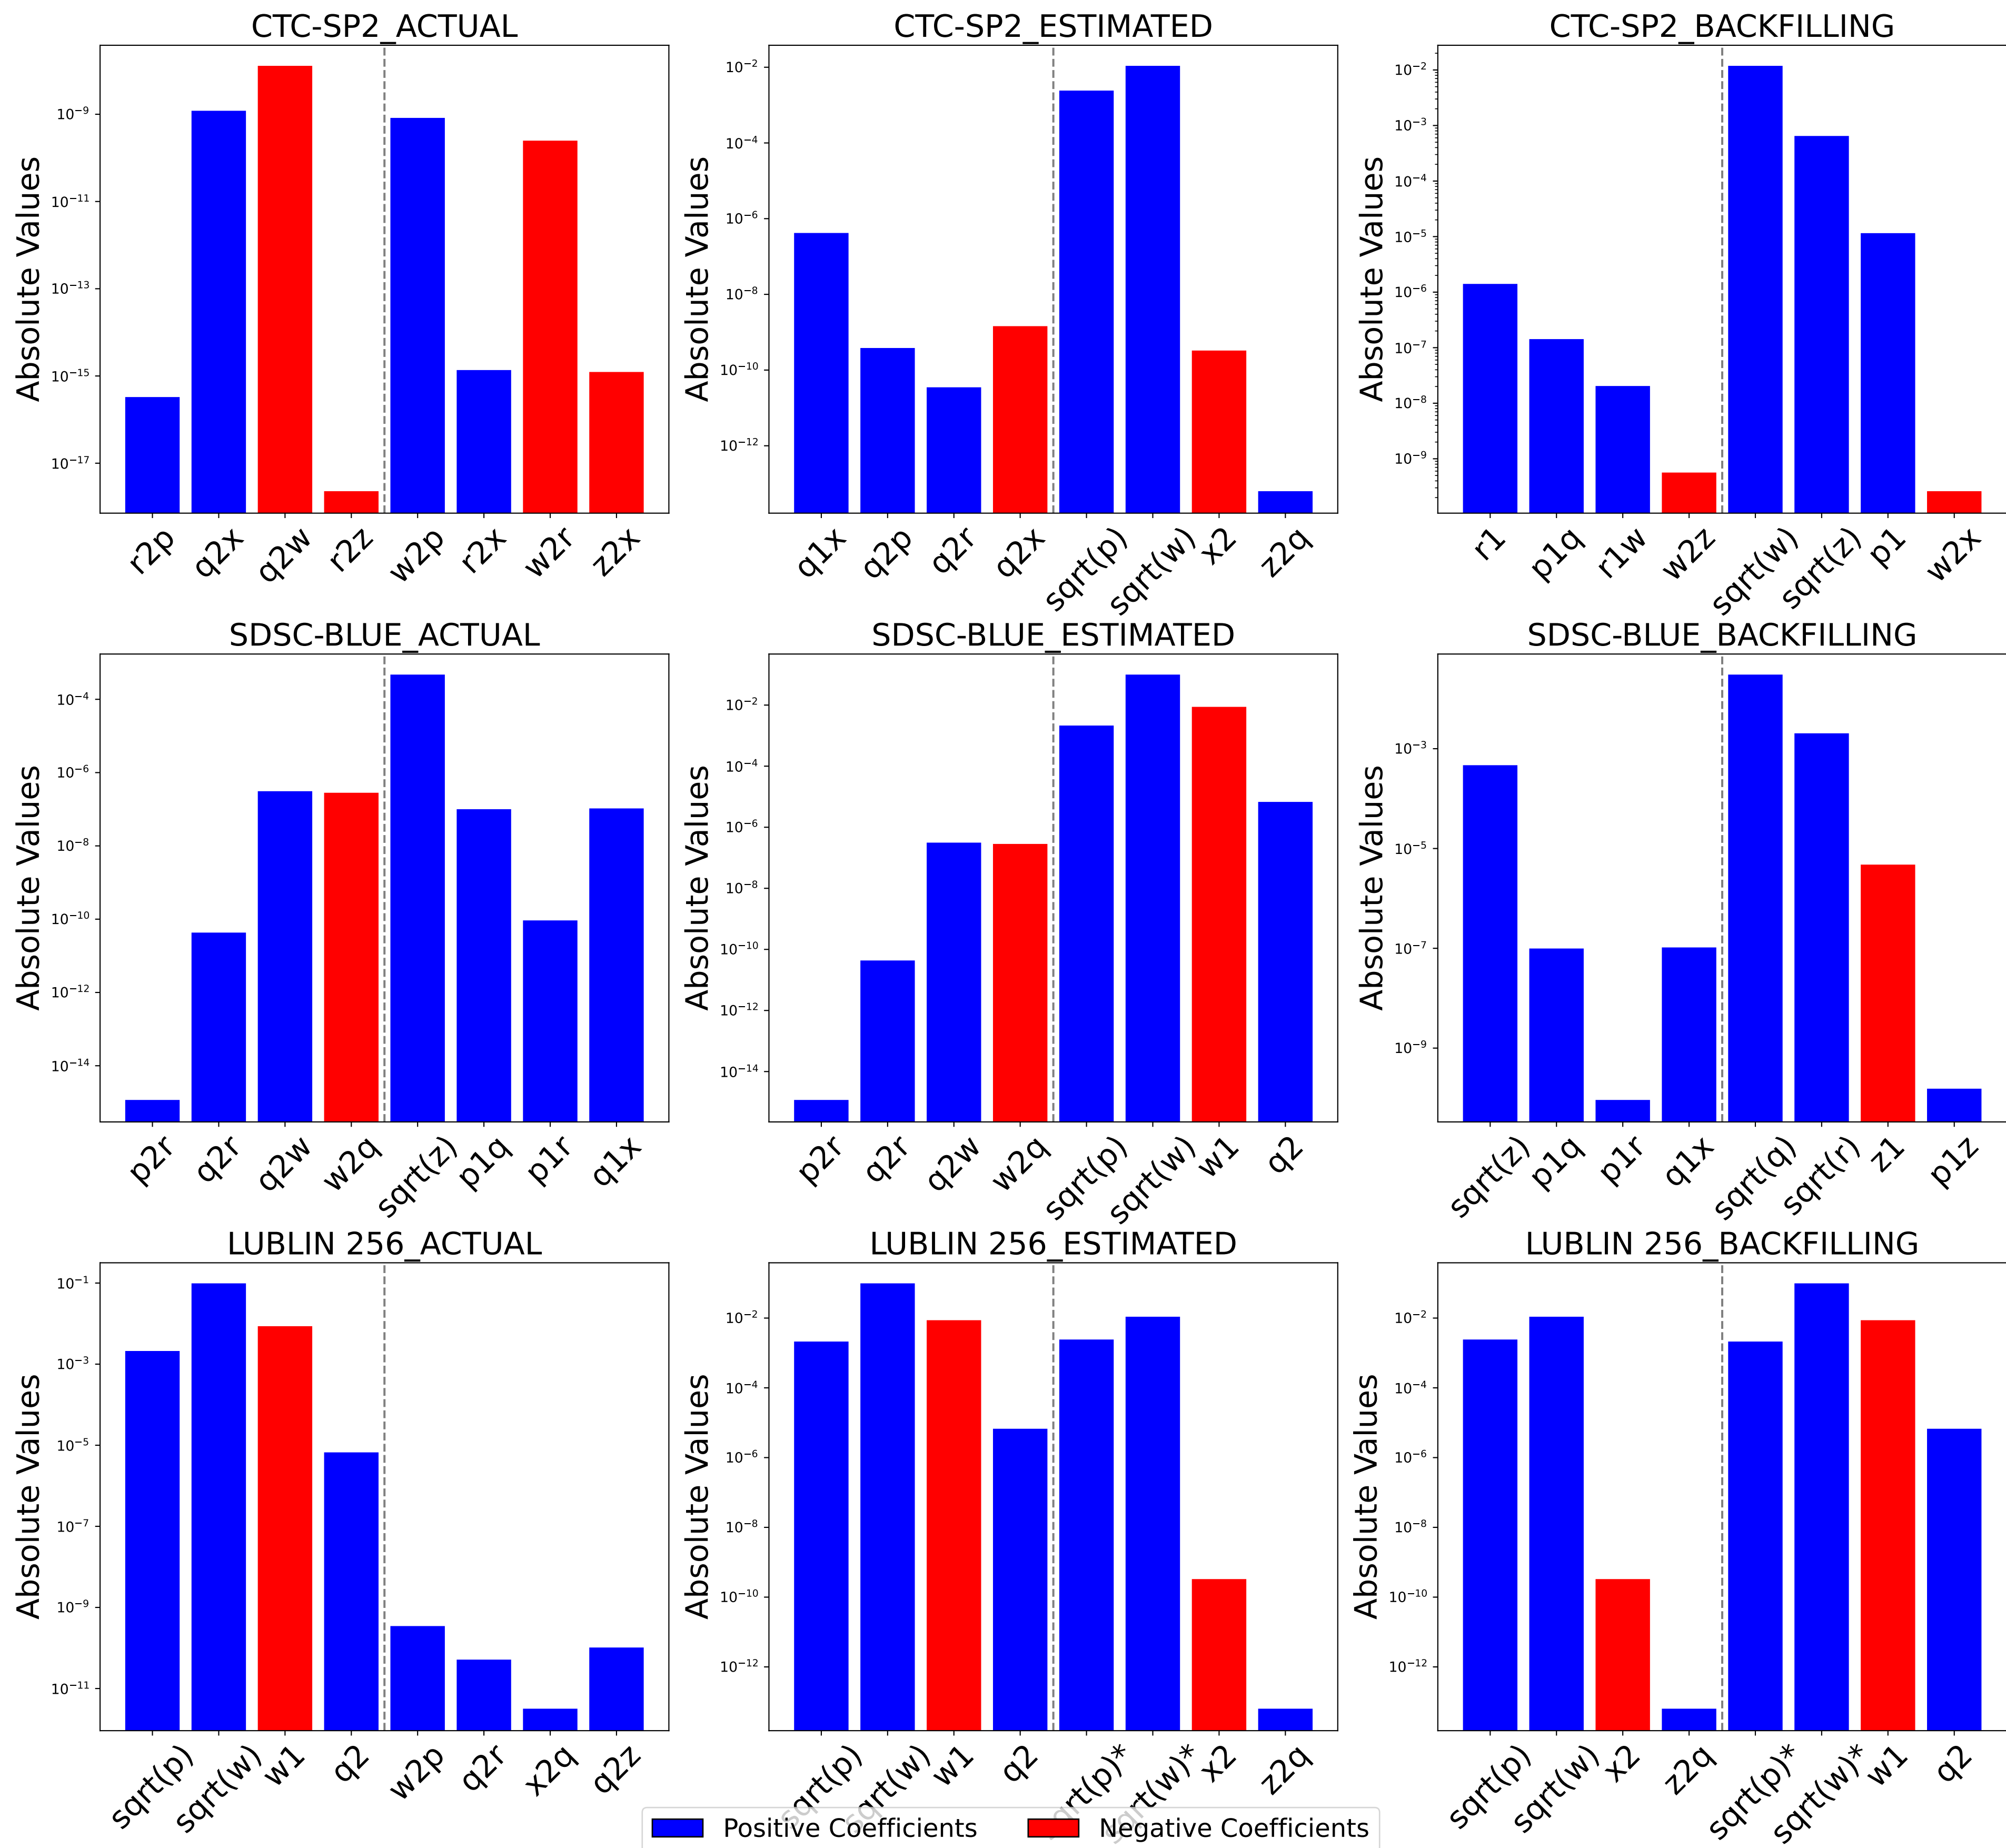 CTC-SP2_ACTUAL
Absolute Values
10⁻⁹
10⁻¹¹
10⁻¹³
10⁻¹⁵
10⁻¹⁷
r2p q2x q2w r2z w2p r2x w2r z2x
CTC-SP2_ESTIMATED
Absolute Values
10⁻²
10⁻⁴
10⁻⁶
10⁻⁸
10⁻¹⁰
10⁻¹²
q1x q2p q2r q2x sqrt(p) sqrt(w) x2 z2q
CTC-SP2_BACKFILLING
Absolute Values
10⁻²
10⁻³
10⁻⁴
10⁻⁵
10⁻⁶
10⁻⁷
10⁻⁸
10⁻⁹
r1 p1q r1w w2z sqrt(w) sqrt(z) p1 w2x
SDSC-BLUE_ACTUAL
Absolute Values
10⁻⁴
10⁻⁶
10⁻⁸
10⁻¹⁰
10⁻¹²
10⁻¹⁴
p2r q2r q2w w2q sqrt(z) p1q p1r q1x
SDSC-BLUE_ESTIMATED
Absolute Values
10⁻²
10⁻⁴
10⁻⁶
10⁻⁸
10⁻¹⁰
10⁻¹²
10⁻¹⁴
p2r q2r q2w w2q sqrt(p) sqrt(w) w1 q2
SDSC-BLUE_BACKFILLING
Absolute Values
10⁻³
10⁻⁵
10⁻⁷
10⁻⁹
sqrt(z) p1q p1r q1x sqrt(q) sqrt(r) z1 p1z
LUBLIN 256_ACTUAL
Absolute Values
10⁻¹
10⁻³
10⁻⁵
10⁻⁷
10⁻⁹
10⁻¹¹
sqrt(p) sqrt(w) w1 q2 w2p q2r x2q q2z
LUBLIN 256_ESTIMATED
Absolute Values
10⁻²
10⁻⁴
10⁻⁶
10⁻⁸
10⁻¹⁰
10⁻¹²
sqrt(p) sqrt(w) w1 q2 sqrt(p)* sqrt(w)* x2 z2q
LUBLIN 256_BACKFILLING
Absolute Values
10⁻²
10⁻⁴
10⁻⁶
10⁻⁸
10⁻¹⁰
10⁻¹²
sqrt(p) sqrt(w) x2 z2q sqrt(p)* sqrt(w)* w1 q2
Positive Coefficients Negative Coefficients